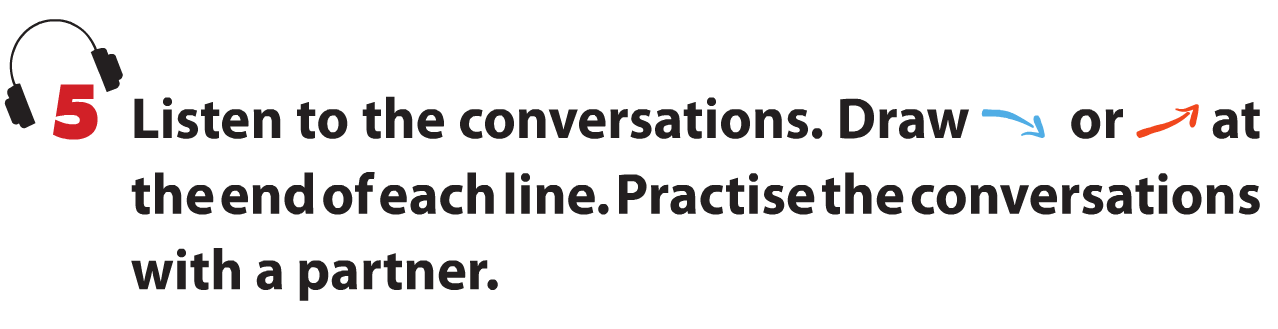 5 Listen to the conversations. Draw or at
the end of each line. Practise the conversations
with a partner.